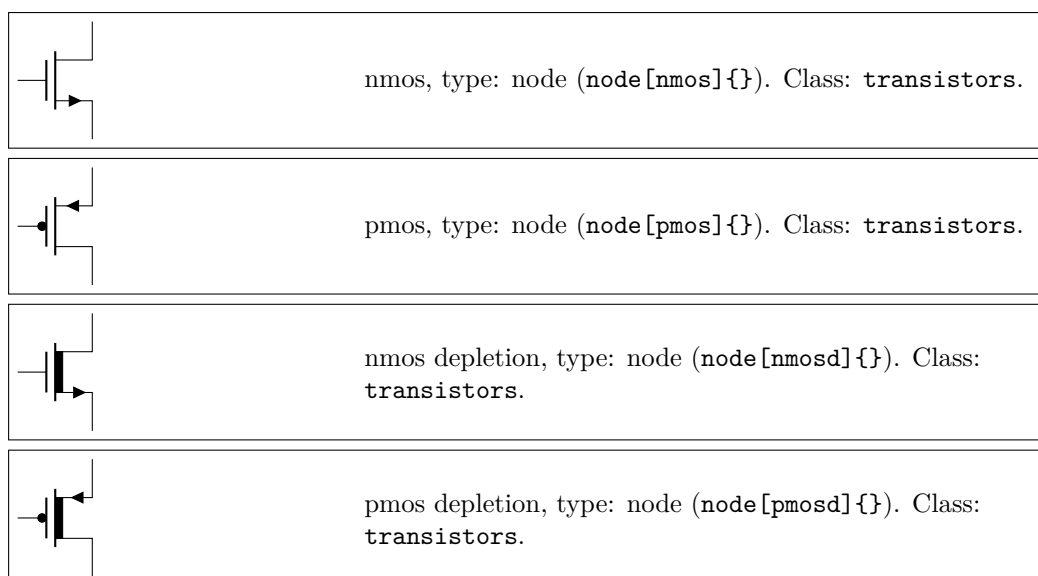 nmos, type: node (node[nmos]{}). Class: transistors.
pmos, type: node (node[pmos]{}). Class: transistors.
nmos depletion, type: node (node[nmosd]{}). Class:
transistors.
pmos depletion, type: node (node[pmosd]{}). Class:
transistors.